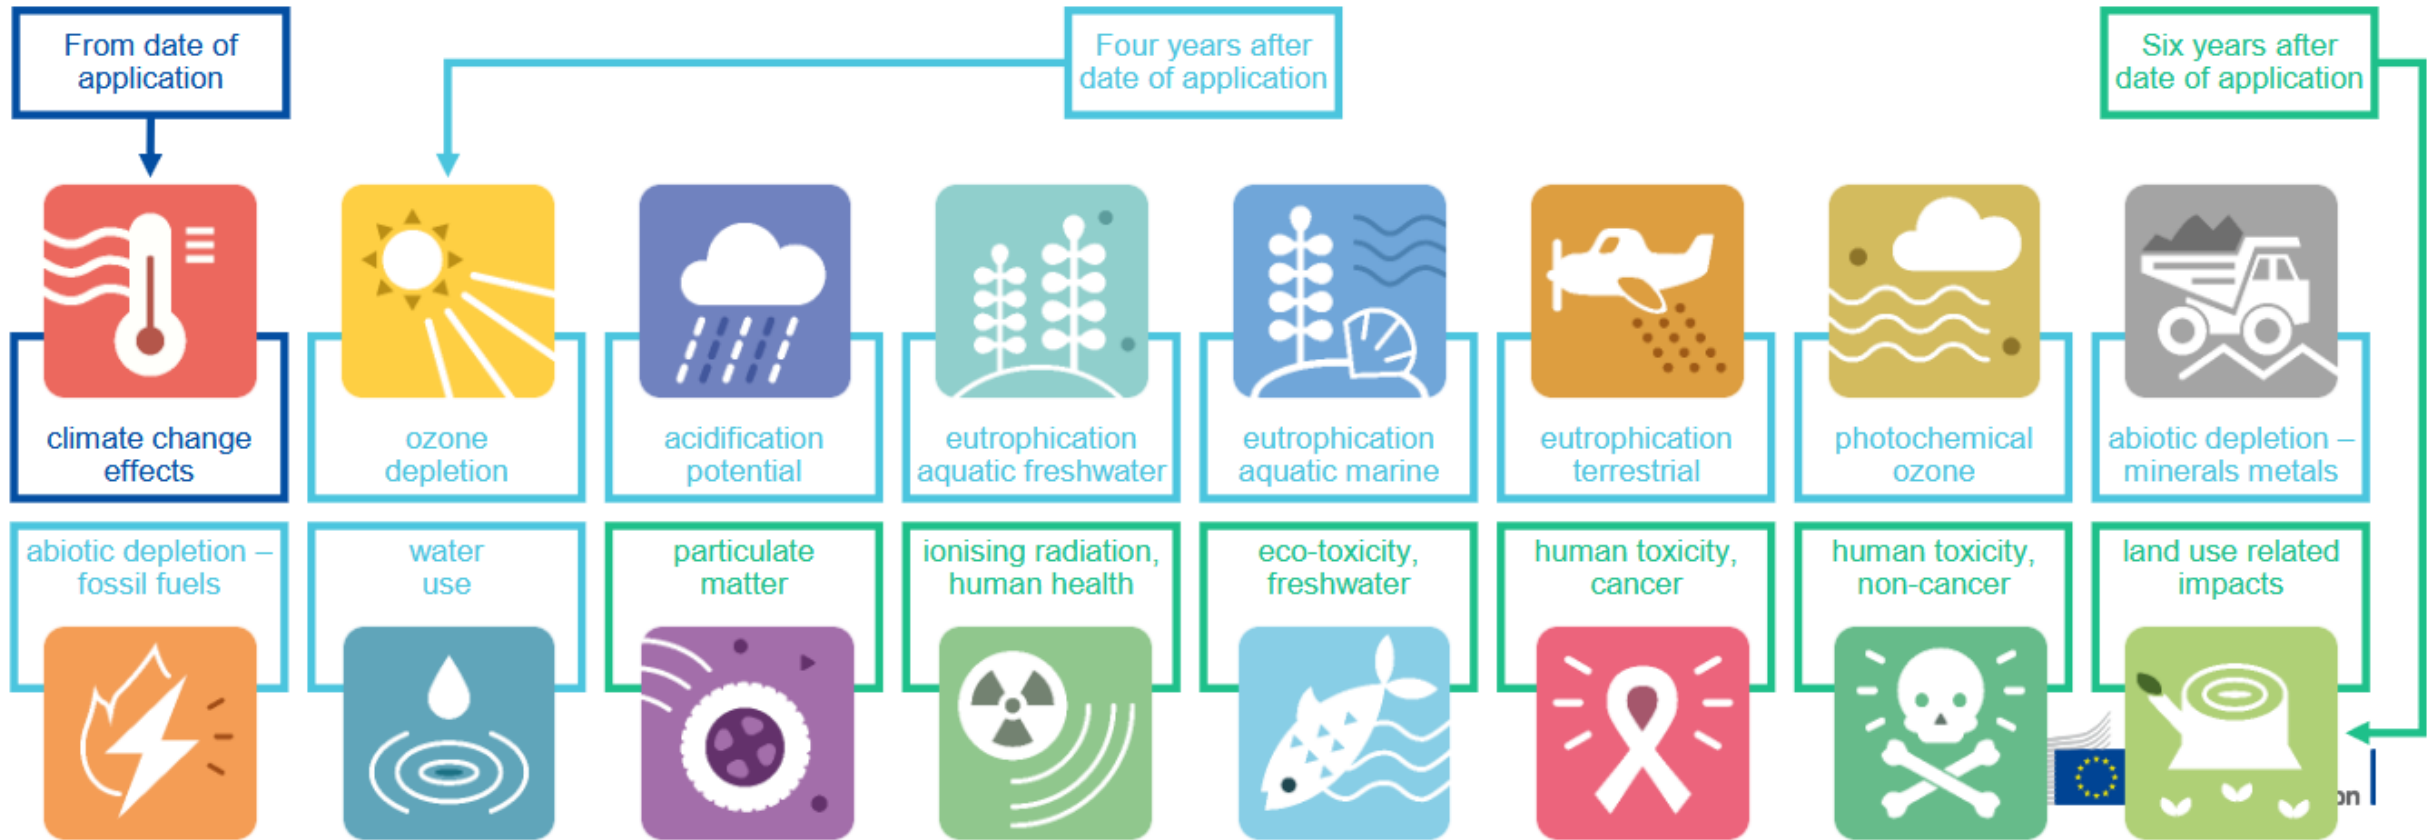 From date of
application
Four years after
date of application
Six years after
date of application
climate change
effects
ozone
depletion
acidification
potential
eutrophication
aquatic freshwater
eutrophication
aquatic marine
eutrophication
terrestrial
photochemical
ozone
abiotic depletion –
minerals metals
abiotic depletion –
fossil fuels
water
use
particulate
matter
ionising radiation,
human health
eco-toxicity,
freshwater
human toxicity,
cancer
human toxicity,
non-cancer
land use related
impacts